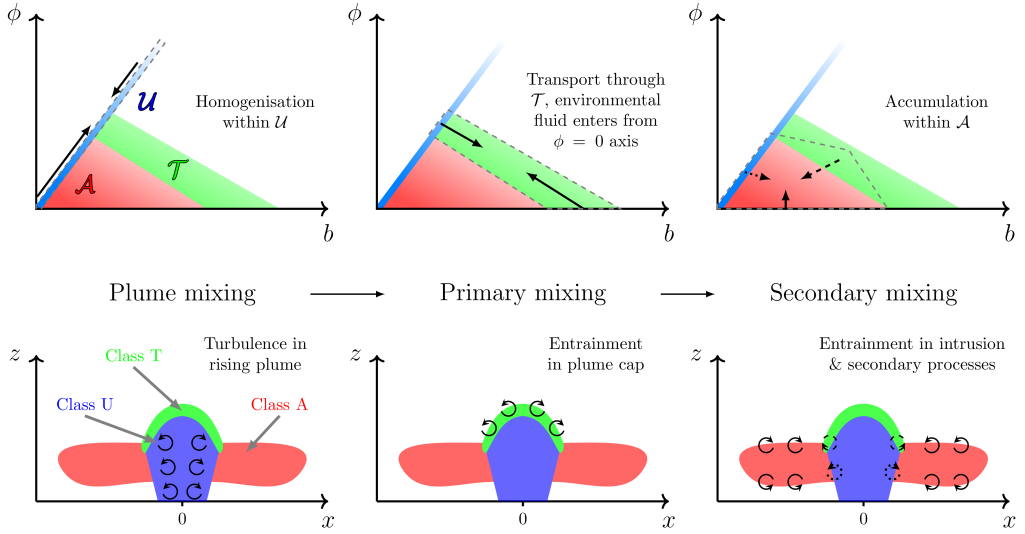 ϕ
𝒰
Homogenisation
within 𝒰
𝒯
𝒜
b
ϕ
Transport through
𝒯, environmental
fluid enters from
ϕ = 0 axis
b
ϕ
Accumulation
within 𝒜
b
Plume mixing
Primary mixing
Secondary mixing
z
Class T
Turbulence in
rising plume
Class U
Class A
0
x
z
Entrainment
in plume cap
0
x
z
Entrainment in intrusion
& secondary processes
0
x